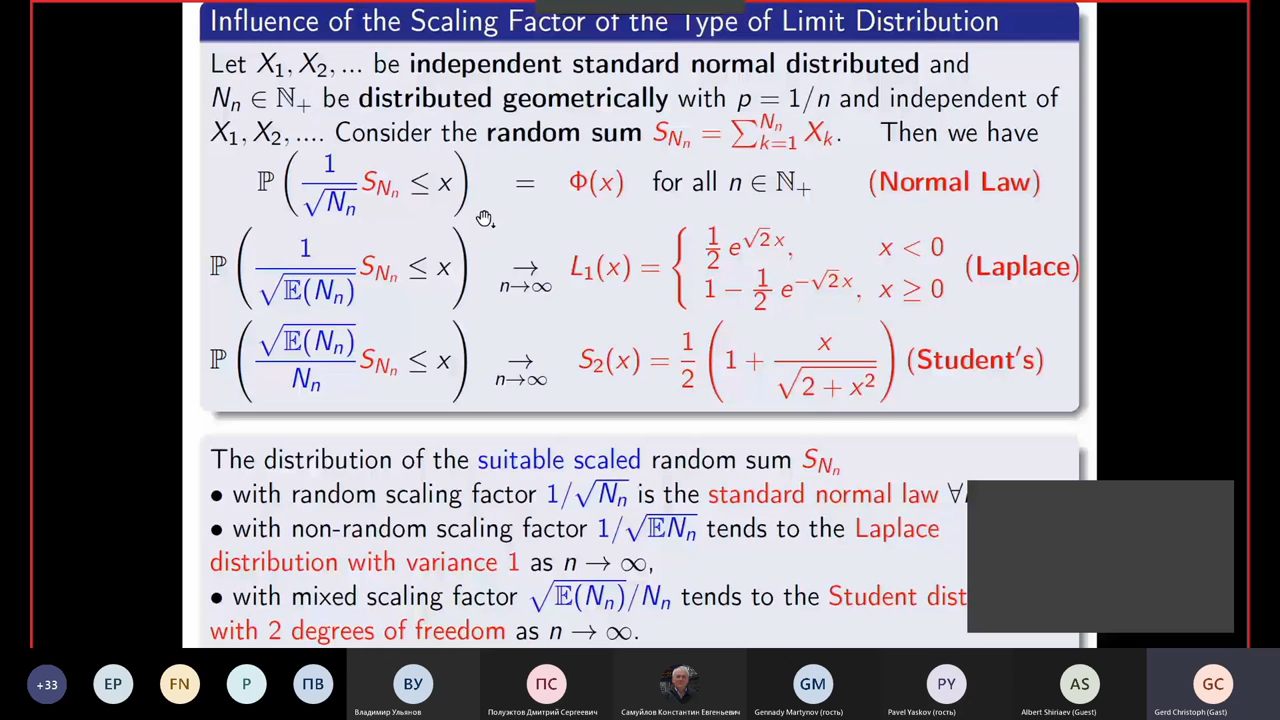 Influence of the Scaling Factor of the Type of Limit Distribution
Let X₁, X₂, ... be independent standard normal distributed and
Nₙ ∈ ℕ₊ be distributed geometrically with p = 1/n and independent of
X₁, X₂, .... Consider the random sum S_{Nₙ} = ∑_{k=1}^{Nₙ} X_k. Then we have
ℙ( 1/√Nₙ S_{Nₙ} ≤ x ) = Φ(x) for all n ∈ ℕ₊ (Normal Law)
ℙ( 1/√𝔼(Nₙ) S_{Nₙ} ≤ x ) →_{n→∞} L₁(x) = { 1/2 e^{√2 x}, x < 0; 1 − 1/2 e^{−√2 x}, x ≥ 0 (Laplace)
ℙ( √𝔼(Nₙ)/Nₙ S_{Nₙ} ≤ x ) →_{n→∞} S₂(x) = 1/2 ( 1 + x/√(2 + x²) ) (Student's)
The distribution of the suitable scaled random sum S_{Nₙ}
• with random scaling factor 1/√Nₙ is the standard normal law ∀
• with non-random scaling factor 1/√𝔼Nₙ tends to the Laplace
distribution with variance 1 as n → ∞,
• with mixed scaling factor √𝔼(Nₙ)/Nₙ tends to the Student dist
with 2 degrees of freedom as n → ∞.
+33 EP FN P ПВ ВУ ПС GM PY AS GC
Владимир Ульянов Полуэктов Дмитрий Сергеевич Самуйлов Константин Евгеньевич Gennady Martynov (гость) Pavel Yaskov (гость) Albert Shiriaev (Guest) Gerd Christoph (Gast)